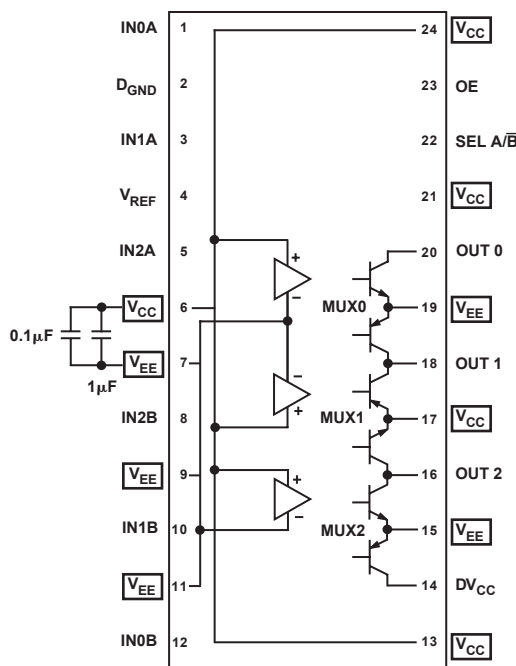 IN0A 1 24 VCC
DGND 2 23 OE
IN1A 3 22 SEL A/B̅
VREF 4 21 VCC
IN2A 5 20 OUT 0
+
MUX0
−
VCC 6 19 VEE
0.1µF
1µF
VEE 7 18 OUT 1
−
+
IN2B 8 MUX1 17 VCC
VEE 9 16 OUT 2
+
−
IN1B 10 MUX2 15 VEE
VEE 11 14 DVCC
IN0B 12 13 VCC